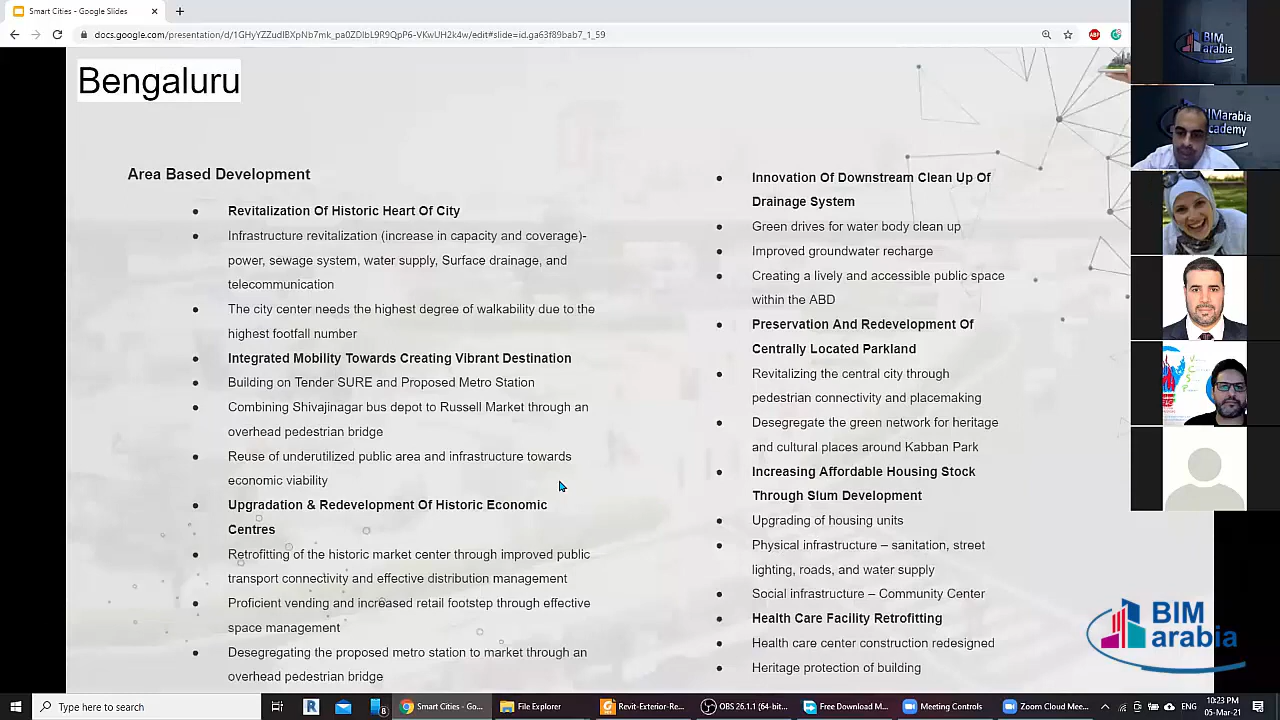 Smart Cities - Google Slides
docs.google.com/presentation/d/1GHyYZZudIBXpNb7mk_pa0ZDIbL9R9QpP6-VKwUH2k4w/edit#slide=id.ga63f89bab7_1_59
Bengaluru
Area Based Development
Revitalization Of Historic Heart Of City
Infrastructure revitalization (increase in capacity and coverage)-
power, sewage system, water supply, Surface drainage, and
telecommunication
The city center needs the highest degree of walkability due to the
highest footfall number
Integrated Mobility Towards Creating Vibrant Destination
Building on Tender SURE and Proposed Metro Station
Combining Shivajinagar bus depot to Russell Market through an
overhead pedestrian bridge
Reuse of underutilized public area and infrastructure towards
economic viability
Upgradation & Redevelopment Of Historic Economic
Centres
Retrofitting of the historic market center through improved public
transport connectivity and effective distribution management
Proficient vending and increased retail footstep through effective
space management
Desegregating the proposed metro station to market through an
overhead pedestrian bridge
Innovation Of Downstream Clean Up Of
Drainage System
Green drives for water body clean up
Improved groundwater recharge
Creating a lively and accessible public space
within the ABD
Preservation And Redevelopment Of
Centrally Located Parkland
Revitalizing the central city through
pedestrian connectivity and placemaking
Desegregate the green network for heritage
and cultural places around Kabban Park
Increasing Affordable Housing Stock
Through Slum Development
Upgrading of housing units
Physical infrastructure – sanitation, street
lighting, roads, and water supply
Social infrastructure – Community Center
Health Care Facility Retrofitting
Health care center construction redesigned
Heritage protection of building
BIM
arabia
BIM
arabia
BIMarabia
Academy
Type here to search
Smart Cities - Go...
File Explorer
Revit-Exterior-Re...
OBS 26.1.1 (64-bit...
Free Download M...
Meeting Controls
Zoom Cloud Mee...
10:23 PM
05-Mar-21